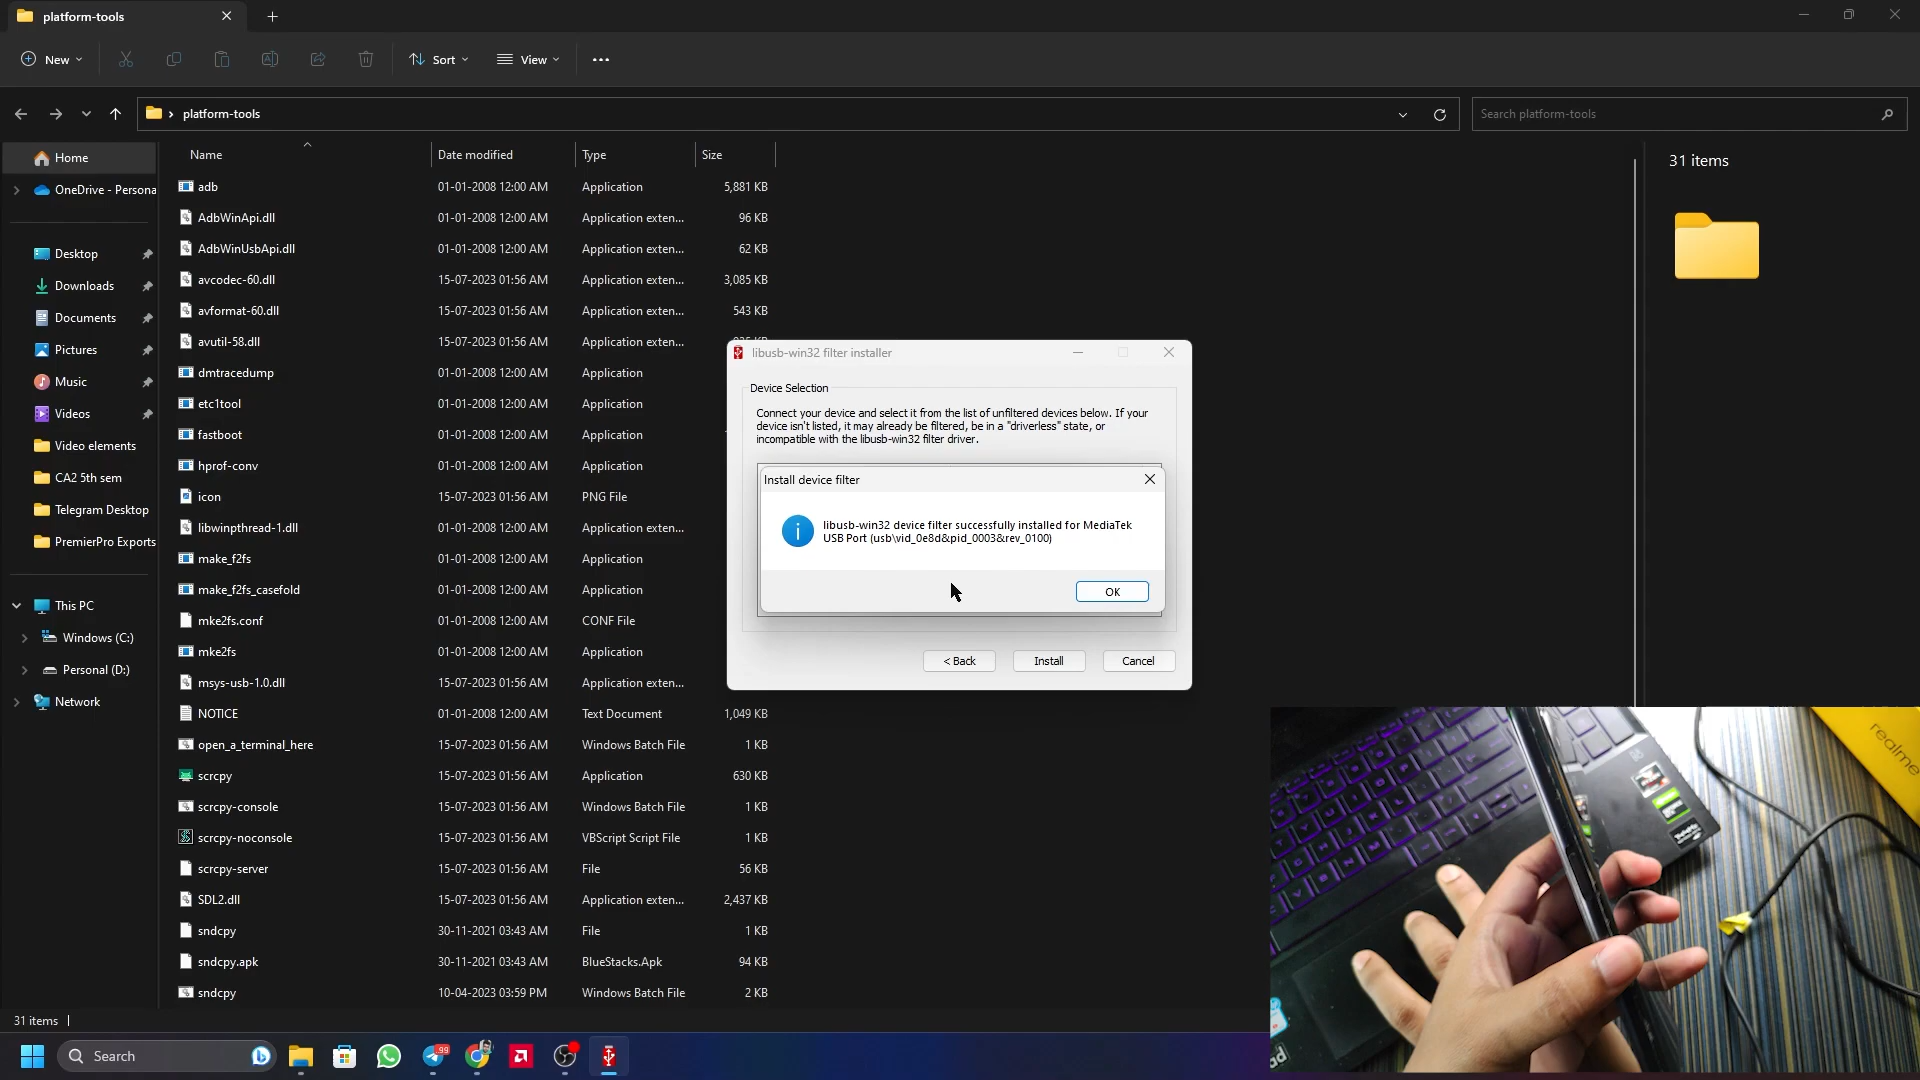 platform-tools
New
Sort
View
platform-tools
Search platform-tools
Home
OneDrive - Persona
Desktop
Downloads
Documents
Pictures
Music
Videos
Video elements
CA2 5th sem
Telegram Desktop
PremierPro Exports
This PC
Windows (C:)
Personal (D:)
Network
Name Date modified Type Size
adb 01-01-2008 12:00 AM Application 5,881 KB
AdbWinApi.dll 01-01-2008 12:00 AM Application exten... 96 KB
AdbWinUsbApi.dll 01-01-2008 12:00 AM Application exten... 62 KB
avcodec-60.dll 15-07-2023 01:56 AM Application exten... 3,085 KB
avformat-60.dll 15-07-2023 01:56 AM Application exten... 543 KB
avutil-58.dll 15-07-2023 01:56 AM Application exten...
dmtracedump 01-01-2008 12:00 AM Application
etc1tool 01-01-2008 12:00 AM Application
fastboot 01-01-2008 12:00 AM Application
hprof-conv 01-01-2008 12:00 AM Application
icon 15-07-2023 01:56 AM PNG File
libwinpthread-1.dll 01-01-2008 12:00 AM Application exten...
make_f2fs 01-01-2008 12:00 AM Application
make_f2fs_casefold 01-01-2008 12:00 AM Application
mke2fs.conf 01-01-2008 12:00 AM CONF File
mke2fs 01-01-2008 12:00 AM Application
msys-usb-1.0.dll 15-07-2023 01:56 AM Application exten...
NOTICE 01-01-2008 12:00 AM Text Document 1,049 KB
open_a_terminal_here 15-07-2023 01:56 AM Windows Batch File 1 KB
scrcpy 15-07-2023 01:56 AM Application 630 KB
scrcpy-console 15-07-2023 01:56 AM Windows Batch File 1 KB
scrcpy-noconsole 15-07-2023 01:56 AM VBScript Script File 1 KB
scrcpy-server 15-07-2023 01:56 AM File 56 KB
SDL2.dll 15-07-2023 01:56 AM Application exten... 2,437 KB
sndcpy 30-11-2021 03:43 AM File 1 KB
sndcpy.apk 30-11-2021 03:43 AM BlueStacks.Apk 94 KB
sndcpy 10-04-2023 03:59 PM Windows Batch File 2 KB
31 items
libusb-win32 filter installer
Device Selection
Connect your device and select it from the list of unfiltered devices below. If your
device isn't listed, it may already be filtered, be in a "driverless" state, or
incompatible with the libusb-win32 filter driver.
Install device filter
libusb-win32 device filter successfully installed for MediaTek
USB Port (usb\vid_0e8d&pid_0003&rev_0100)
OK
< Back
Install
Cancel
realme
31 items
Search
99